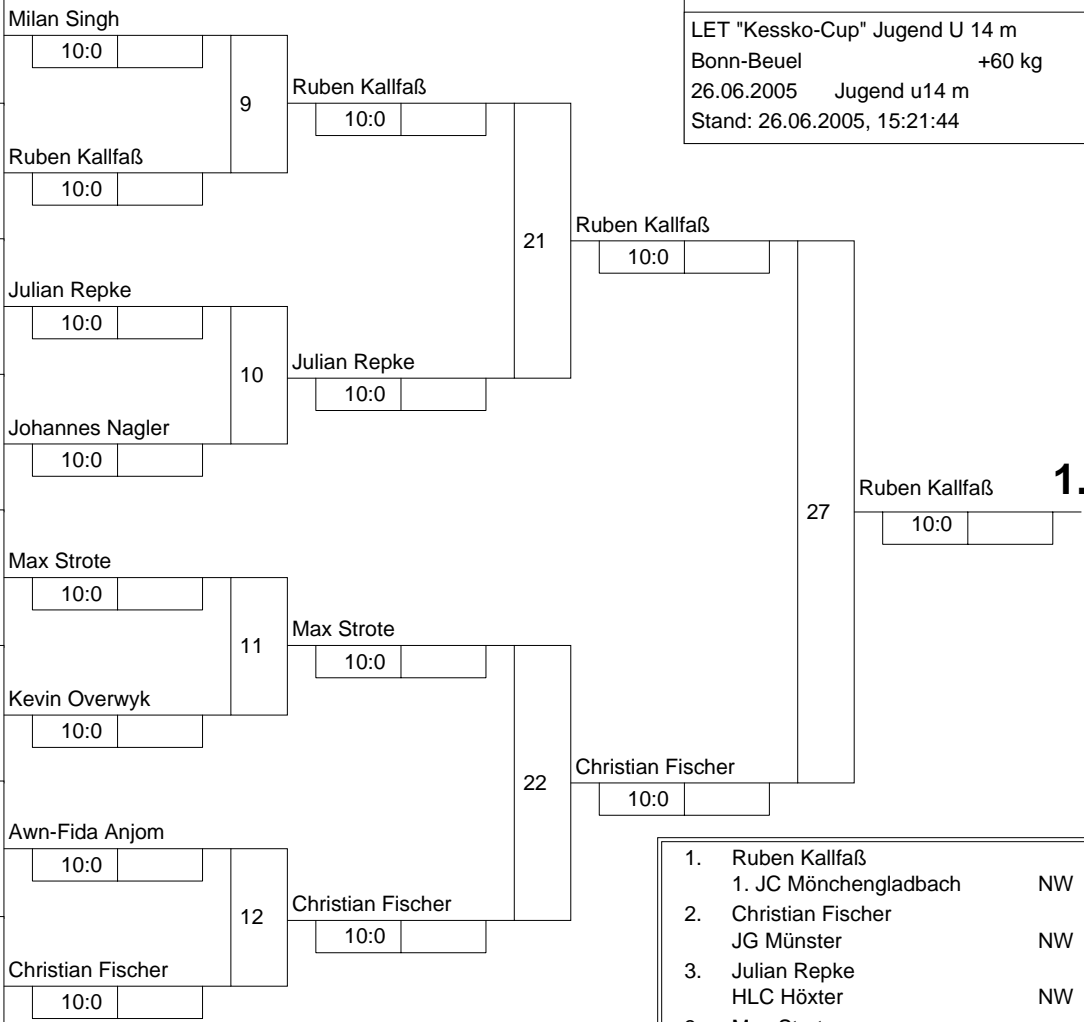 Milan Singh
10:0
9
Ruben Kallfaß
10:0
Ruben Kallfaß
10:0
21
Julian Repke
10:0
10
Johannes Nagler
10:0
Julian Repke
10:0
Ruben Kallfaß
10:0
27
Max Strote
10:0
11
Kevin Overwyk
10:0
Max Strote
10:0
22
Awn-Fida Anjom
10:0
12
Christian Fischer
10:0
Christian Fischer
10:0
Christian Fischer
10:0
Ruben Kallfaß 1.
10:0
LET "Kessko-Cup" Jugend U 14 m
Bonn-Beuel +60 kg
26.06.2005 Jugend u14 m
Stand: 26.06.2005, 15:21:44
1. Ruben Kallfaß
1. JC Mönchengladbach NW
2. Christian Fischer
JG Münster NW
3. Julian Repke
HLC Höxter NW